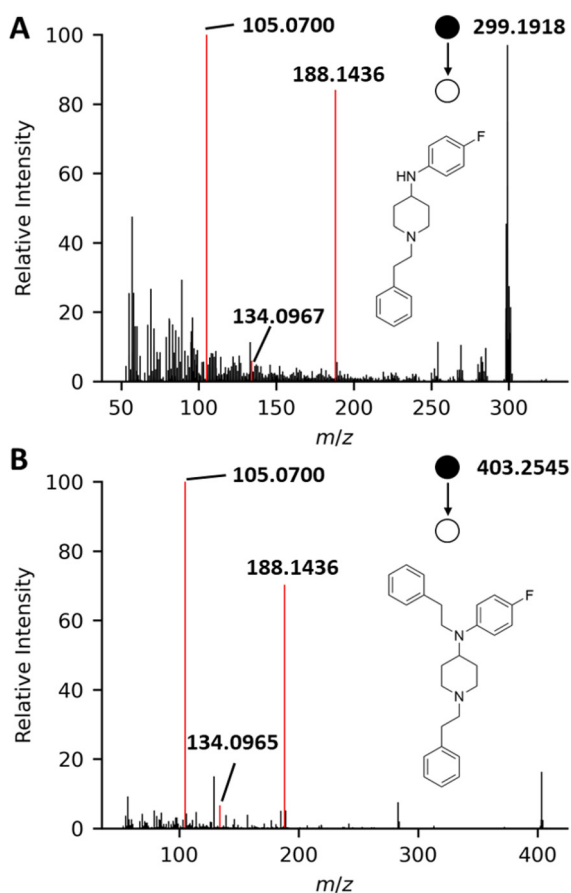 A
105.0700
299.1918
188.1436
134.0967
Relative Intensity
100
80
60
40
20
0
50 100 150 200 250 300
m/z
HN
F
N
B
105.0700
403.2545
188.1436
134.0965
Relative Intensity
100
80
60
40
20
0
100 200 300 400
m/z
F
N
N